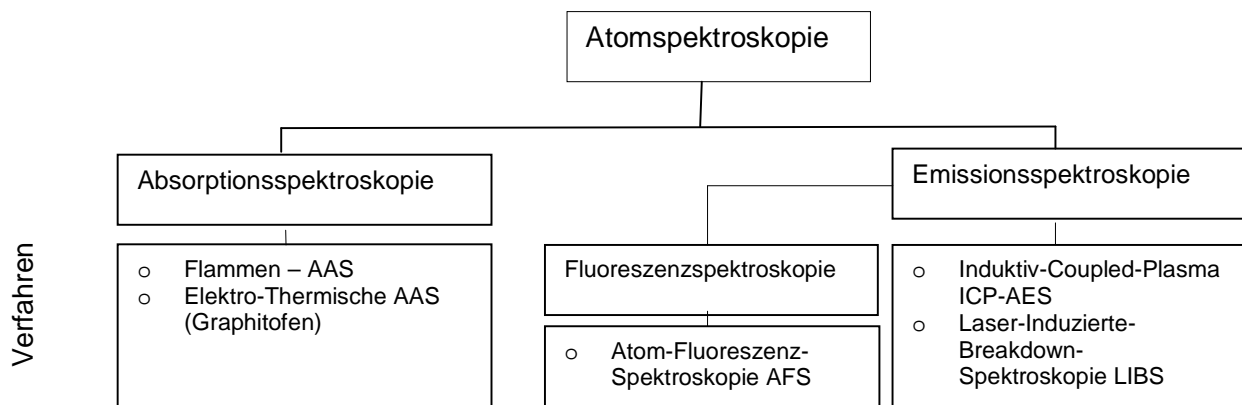 Atomspektroskopie
Absorptionsspektroskopie
Emissionsspektroskopie
Verfahren
o Flammen – AAS
o Elektro-Thermische AAS
(Graphitofen)
Fluoreszenzspektroskopie
o Atom-Fluoreszenz-
Spektroskopie AFS
o Induktiv-Coupled-Plasma
ICP-AES
o Laser-Induzierte-
Breakdown-
Spektroskopie LIBS